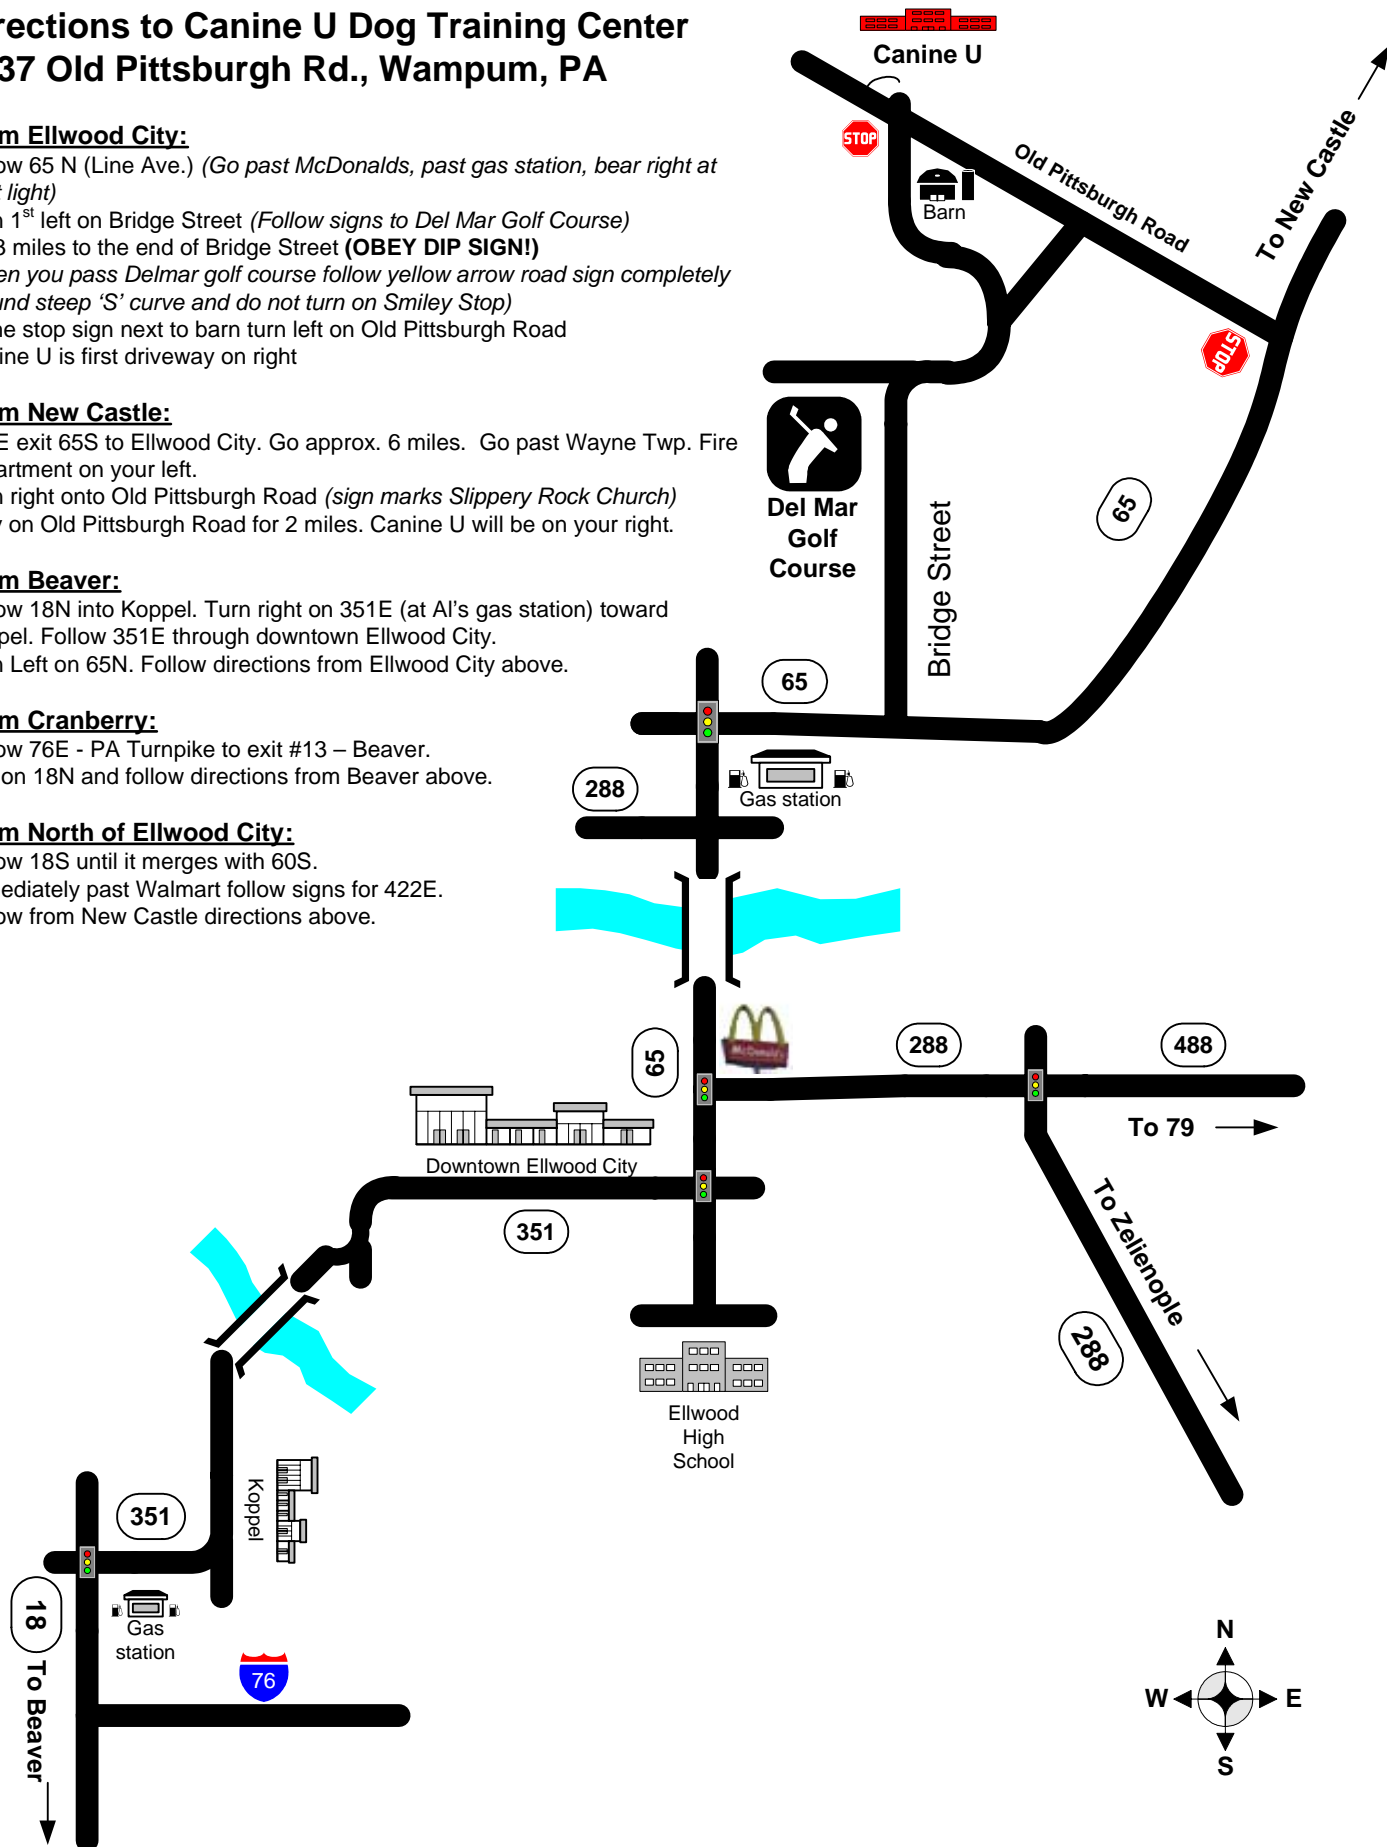 rections to Canine U Dog Training Center
37 Old Pittsburgh Rd., Wampum, PA
m Ellwood City:
ow 65 N (Line Ave.) (Go past McDonalds, past gas station, bear right at
t light)
n 1st left on Bridge Street (Follow signs to Del Mar Golf Course)
3 miles to the end of Bridge Street (OBEY DIP SIGN!)
en you pass Delmar golf course follow yellow arrow road sign completely
und steep ‘S’ curve and do not turn on Smiley Stop)
ne stop sign next to barn turn left on Old Pittsburgh Road
ine U is first driveway on right
m New Castle:
E exit 65S to Ellwood City. Go approx. 6 miles.  Go past Wayne Twp. Fire
artment on your left.
n right onto Old Pittsburgh Road (sign marks Slippery Rock Church)
y on Old Pittsburgh Road for 2 miles. Canine U will be on your right.
m Beaver:
ow 18N into Koppel. Turn right on 351E (at Al’s gas station) toward
pel. Follow 351E through downtown Ellwood City.
n Left on 65N. Follow directions from Ellwood City above.
m Cranberry:
ow 76E - PA Turnpike to exit #13 – Beaver.
on 18N and follow directions from Beaver above.
m North of Ellwood City:
ow 18S until it merges with 60S.
ediately past Walmart follow signs for 422E.
ow from New Castle directions above.
Canine U
STOP
Barn
Old Pittsburgh Road
To New Castle
STOP
Del Mar
Golf
Course
Bridge Street
65
65
288
Gas station
65
McDonald's
288
488
To 79
Downtown Ellwood City
351
To Zelienople
288
Ellwood
High
School
Koppel
351
Gas
station
18
To Beaver
76
N
W
E
S